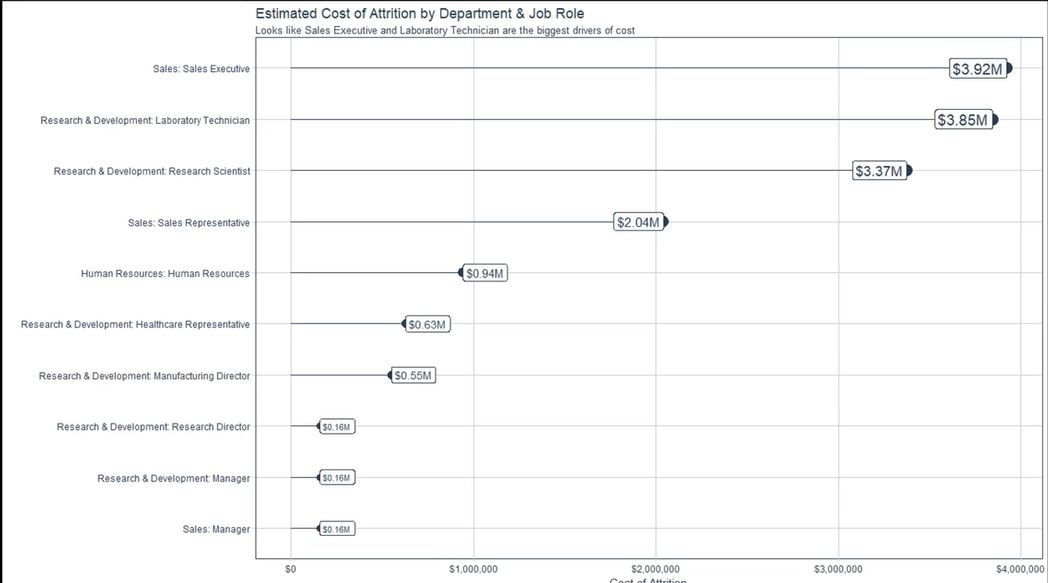 Estimated Cost of Attrition by Department & Job Role
Looks like Sales Executive and Laboratory Technician are the biggest drivers of cost
Sales: Sales Executive
$3.92M
Research & Development: Laboratory Technician
$3.85M
Research & Development: Research Scientist
$3.37M
Sales: Sales Representative
$2.04M
Human Resources: Human Resources
$0.94M
Research & Development: Healthcare Representative
$0.63M
Research & Development: Manufacturing Director
$0.55M
Research & Development: Research Director
$0.16M
Research & Development: Manager
$0.16M
Sales: Manager
$0.16M
$0
$1,000,000
$2,000,000
$3,000,000
$4,000,000
Cost of Attrition